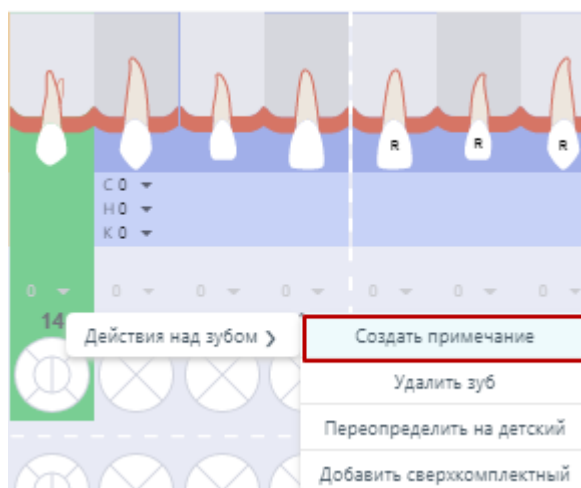 R R R
С 0
Н 0
К 0
0 0 0 0 0 0 0
14
Действия над зубом ❯
Создать примечание
Удалить зуб
Переопределить на детский
Добавить сверхкомплектный